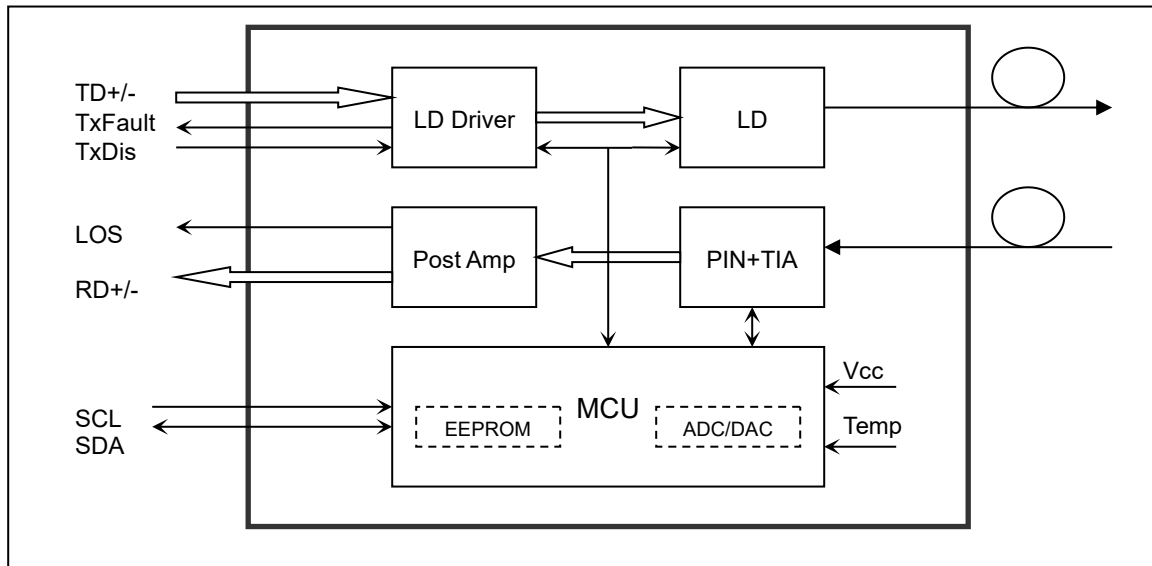 TD+/-
TxFault
TxDis
LD Driver
LD
LOS
RD+/-
Post Amp
PIN+TIA
SCL
SDA
MCU
EEPROM
ADC/DAC
Vcc
Temp